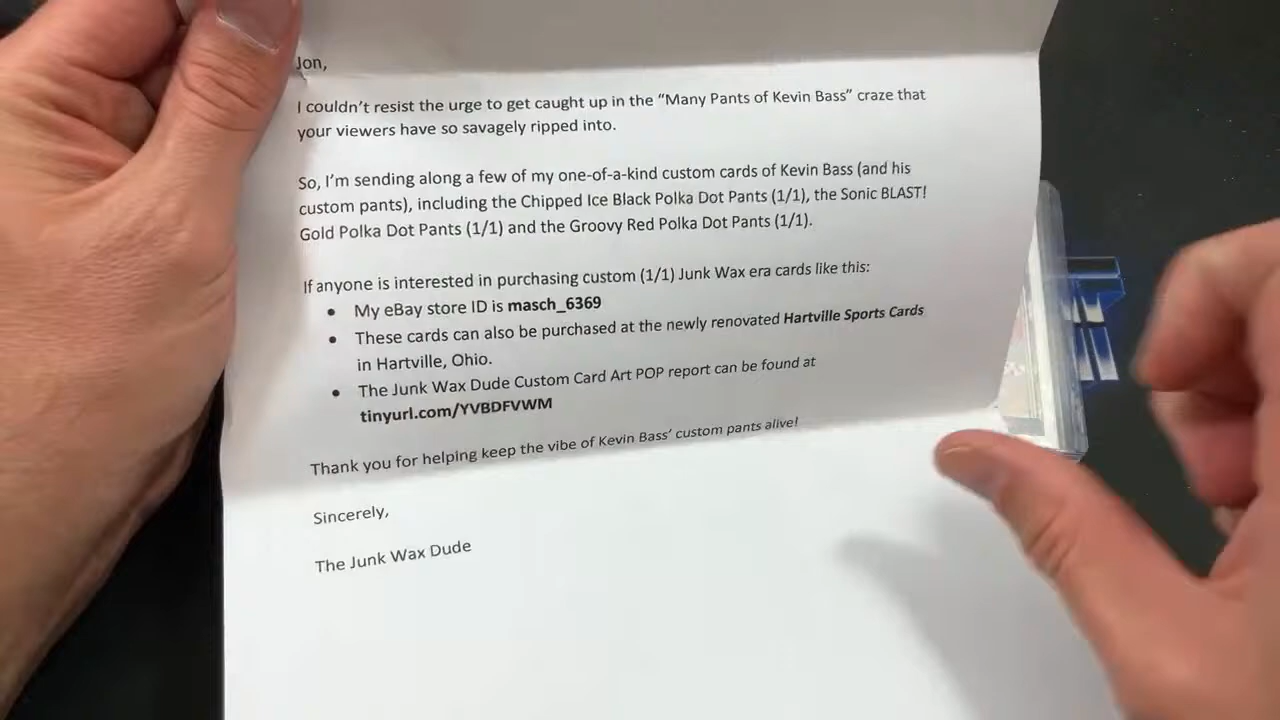 Jon,
I couldn't resist the urge to get caught up in the "Many Pants of Kevin Bass" craze that
your viewers have so savagely ripped into.
So, I'm sending along a few of my one-of-a-kind custom cards of Kevin Bass (and his
custom pants), including the Chipped Ice Black Polka Dot Pants (1/1), the Sonic BLAST!
Gold Polka Dot Pants (1/1) and the Groovy Red Polka Dot Pants (1/1).
If anyone is interested in purchasing custom (1/1) Junk Wax era cards like this:
• My eBay store ID is masch_6369
• These cards can also be purchased at the newly renovated Hartville Sports Cards
in Hartville, Ohio.
• The Junk Wax Dude Custom Card Art POP report can be found at
tinyurl.com/YVBDFVWM
Thank you for helping keep the vibe of Kevin Bass' custom pants alive!
Sincerely,
The Junk Wax Dude